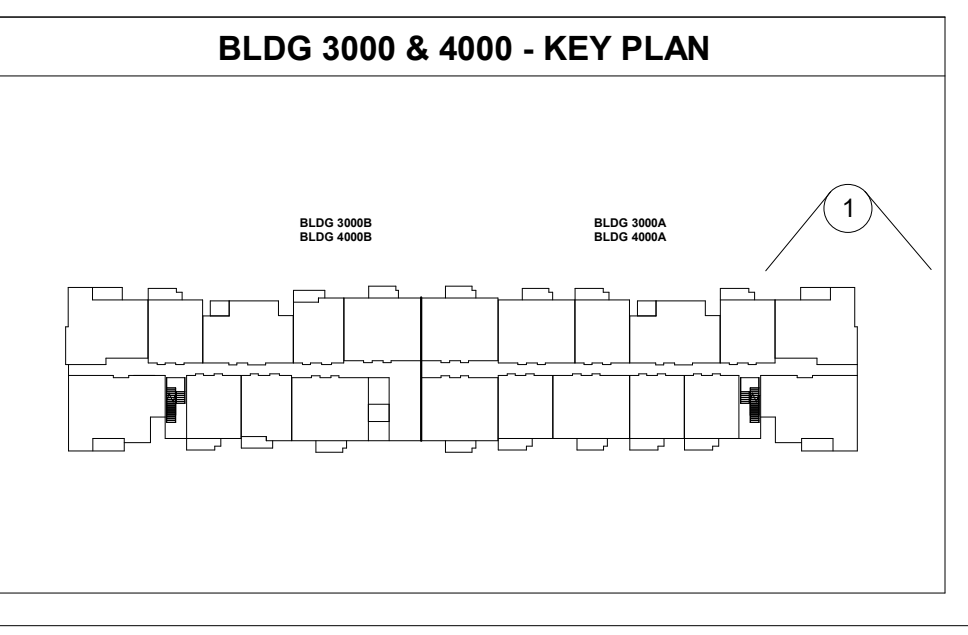 BLDG 3000 & 4000 - KEY PLAN
BLDG 3000B
BLDG 4000B
BLDG 3000A
BLDG 4000A
1